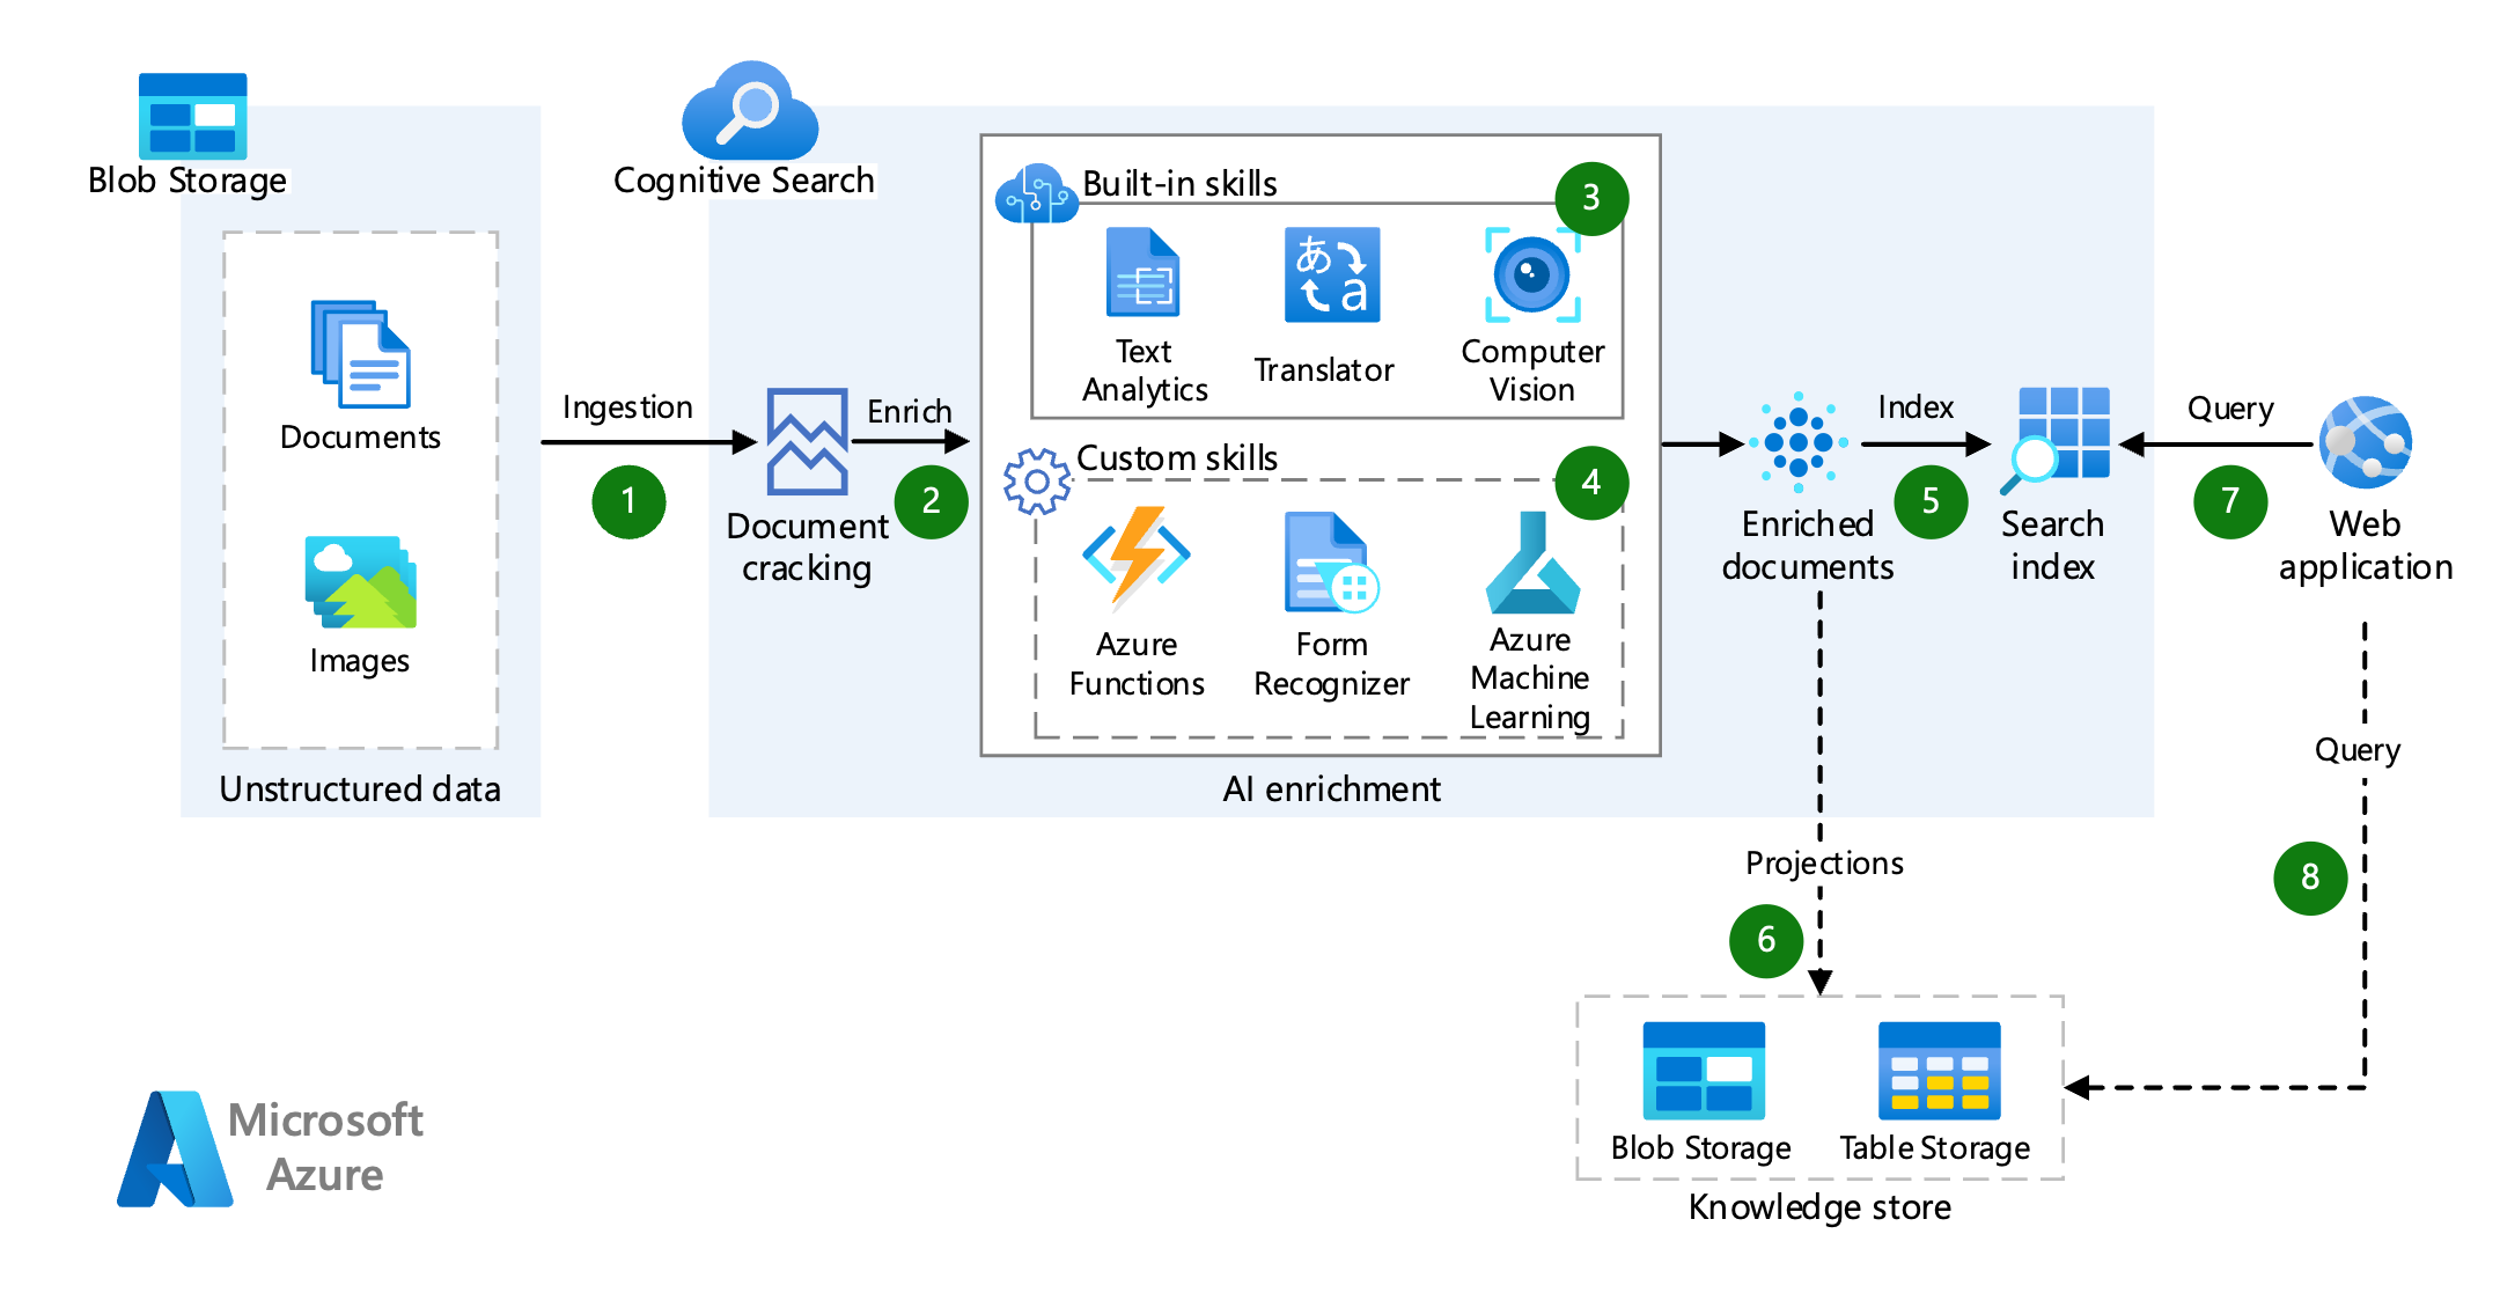 Blob Storage
Documents
Images
Unstructured data
Ingestion
1
Cognitive Search
Document
cracking
Enrich
2
Built-in skills
3
Text
Analytics
Translator
Computer
Vision
Custom skills
4
Azure
Functions
Form
Recognizer
Azure
Machine
Learning
AI enrichment
Enriched
documents
Index
5
Search
index
Query
7
Web
application
Projections
6
Query
8
Blob Storage
Table Storage
Knowledge store
Microsoft
Azure
あ
a